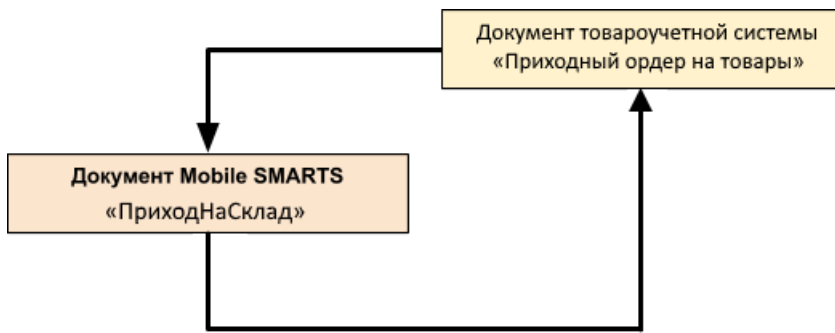 Документ товароучетной системы
«Приходный ордер на товары»
Документ Mobile SMARTS
«ПриходНаСклад»